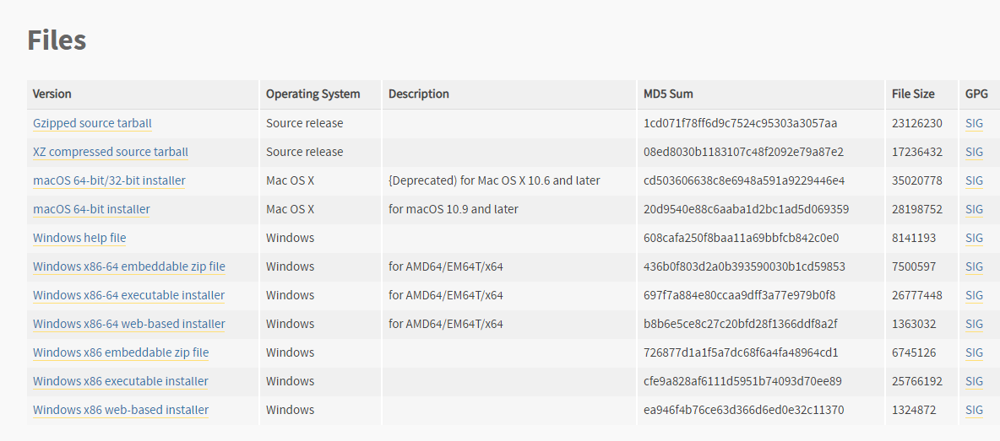 Files
Version Operating System Description MD5 Sum File Size GPG
Gzipped source tarball Source release 1cd071f78ff6d9c7524c95303a3057aa 23126230 SIG
XZ compressed source tarball Source release 08ed8030b1183107c48f2092e79a87e2 17236432 SIG
macOS 64-bit/32-bit installer Mac OS X {Deprecated) for Mac OS X 10.6 and later cd503606638c8e6948a591a9229446e4 35020778 SIG
macOS 64-bit installer Mac OS X for macOS 10.9 and later 20d9540e88c6aaba1d2bc1ad5d069359 28198752 SIG
Windows help file Windows 608cafa250f8baa11a69bbfcb842c0e0 8141193 SIG
Windows x86-64 embeddable zip file Windows for AMD64/EM64T/x64 436b0f803d2a0b393590030b1cd59853 7500597 SIG
Windows x86-64 executable installer Windows for AMD64/EM64T/x64 697f7a884e80ccaa9dff3a77e979b0f8 26777448 SIG
Windows x86-64 web-based installer Windows for AMD64/EM64T/x64 b8b6e5ce8c27c20bfd28f1366ddf8a2f 1363032 SIG
Windows x86 embeddable zip file Windows 726877d1a1f5a7dc68f6a4fa48964cd1 6745126 SIG
Windows x86 executable installer Windows cfe9a828af6111d5951b74093d70ee89 25766192 SIG
Windows x86 web-based installer Windows ea946f4b76ce63d366d6ed0e32c11370 1324872 SIG